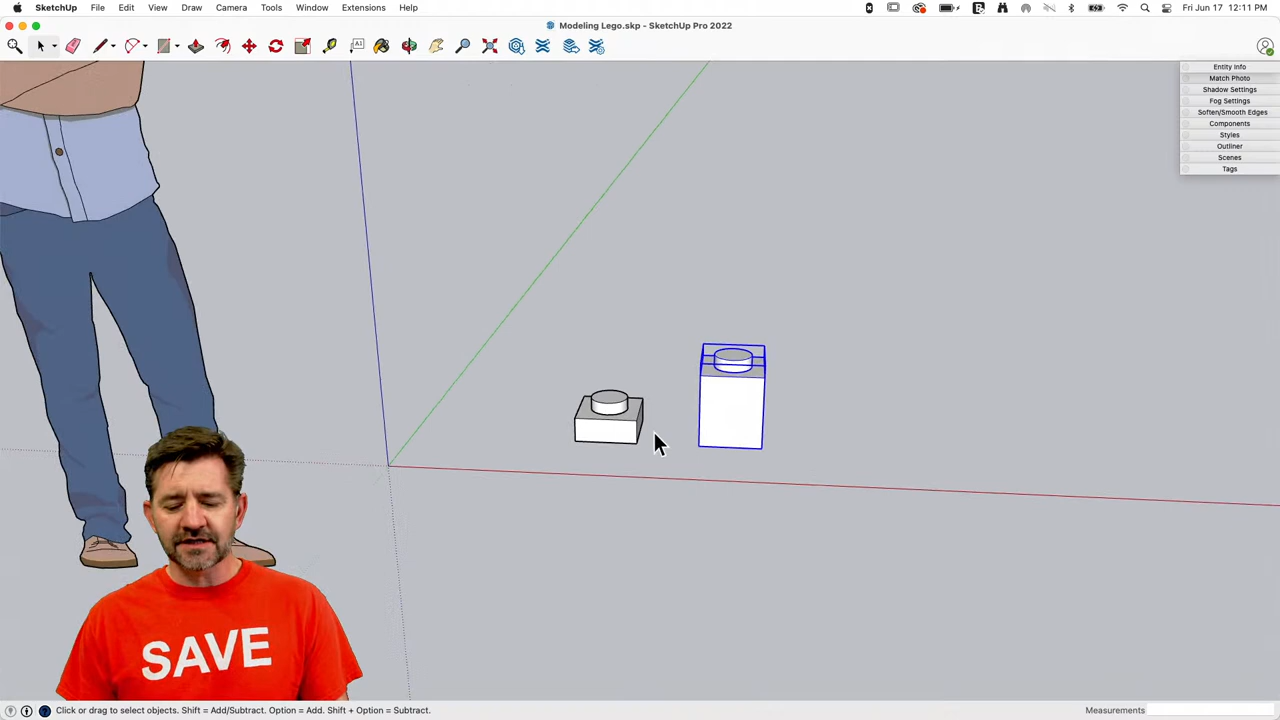 SketchUp File Edit View Draw Camera Tools Window Extensions Help Fri Jun 17 12:11 PM
Modeling Lego.skp - SketchUp Pro 2022
A1
Entity Info
Match Photo
Shadow Settings
Fog Settings
Soften/Smooth Edges
Components
Styles
Outliner
Scenes
Tags
SAVE
Click or drag to select objects. Shift = Add/Subtract. Option = Add. Shift + Option = Subtract. Measurements